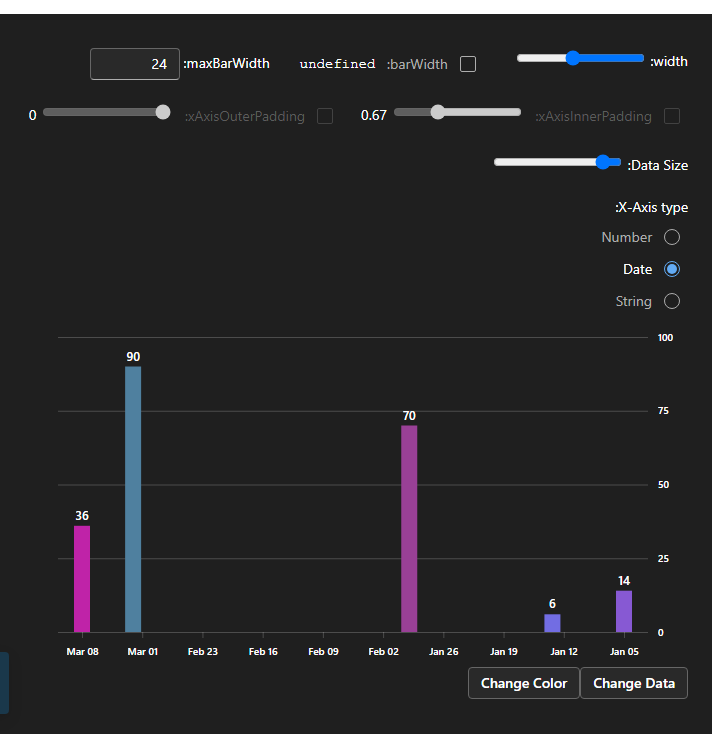 24 :maxBarWidth undefined :barWidth :width
0 :xAxisOuterPadding 0.67 :xAxisInnerPadding
:Data Size
:X-Axis type
Number
Date
String
100
90
75
70
50
36
25
14
6
0
Mar 08 Mar 01 Feb 23 Feb 16 Feb 09 Feb 02 Jan 26 Jan 19 Jan 12 Jan 05
Change Color Change Data